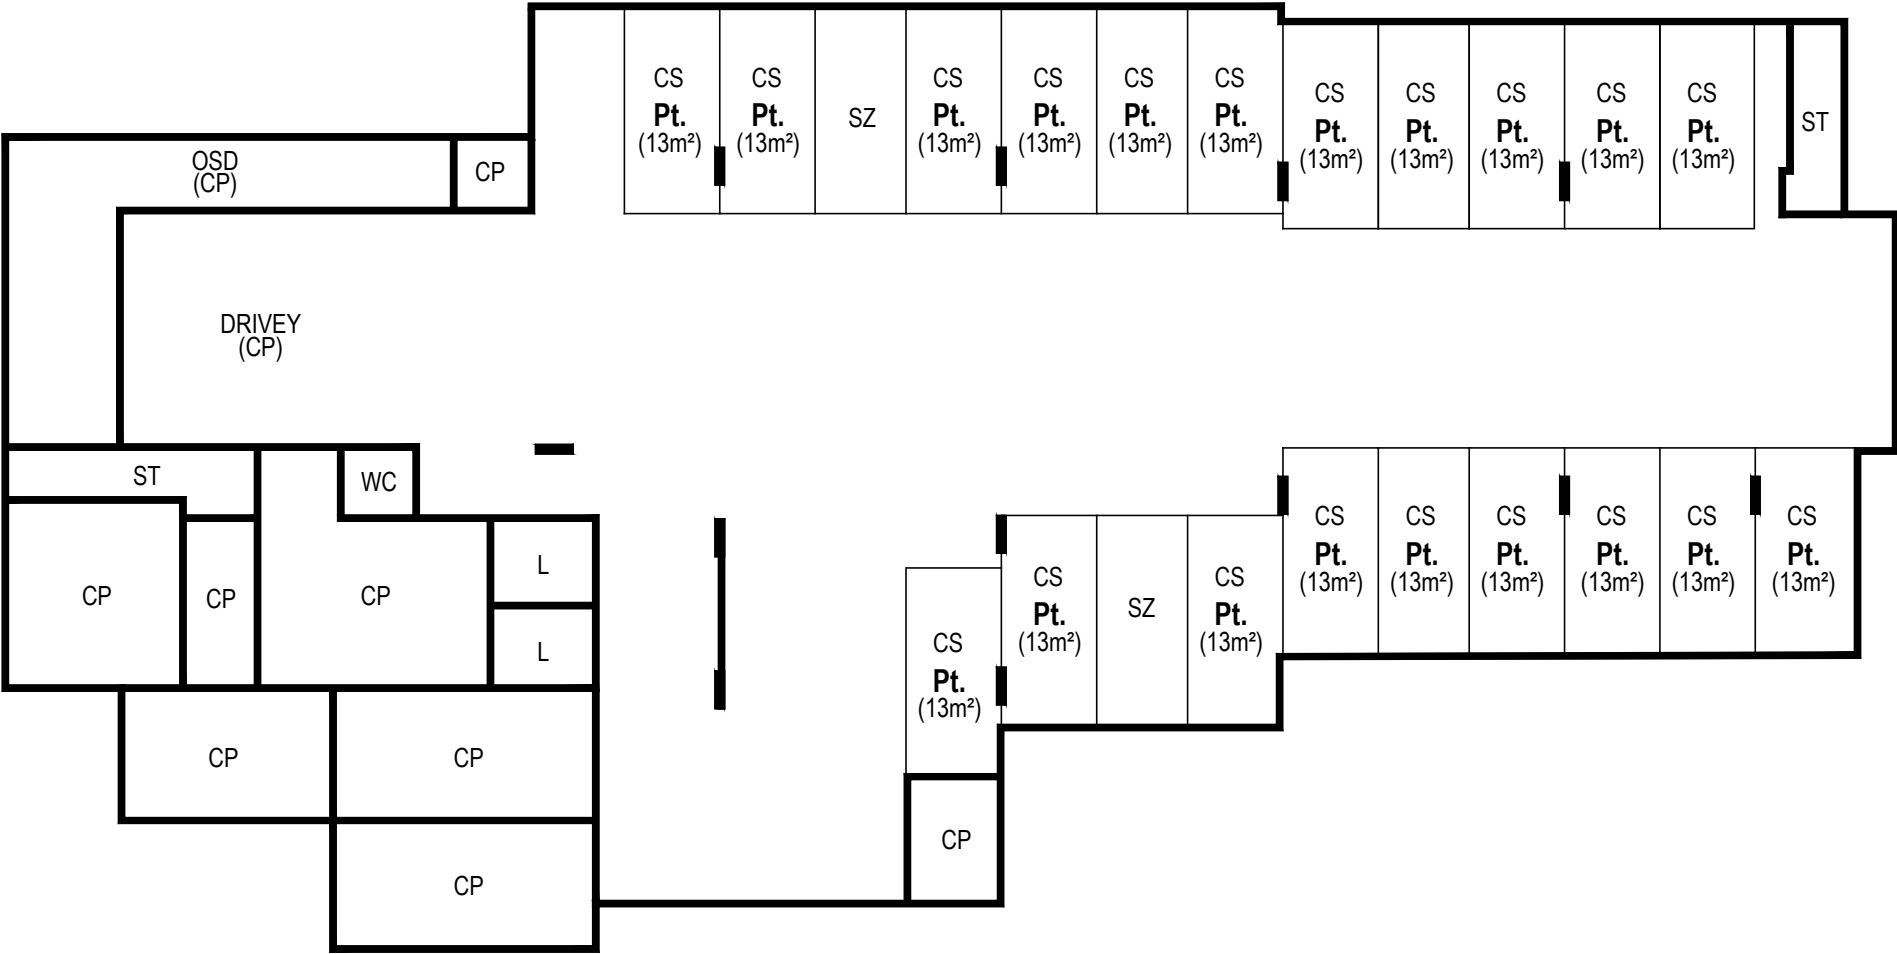 CS
Pt.
(13m²)
CS
Pt.
(13m²)
SZ
CS
Pt.
(13m²)
CS
Pt.
(13m²)
CS
Pt.
(13m²)
CS
Pt.
(13m²)
CS
Pt.
(13m²)
CS
Pt.
(13m²)
CS
Pt.
(13m²)
CS
Pt.
(13m²)
CS
Pt.
(13m²)
ST
OSD
(CP)
CP
DRIVEY
(CP)
ST
WC
CP
CP
CP
L
L
CS
Pt.
(13m²)
CS
Pt.
(13m²)
SZ
CS
Pt.
(13m²)
CS
Pt.
(13m²)
CS
Pt.
(13m²)
CS
Pt.
(13m²)
CS
Pt.
(13m²)
CS
Pt.
(13m²)
CS
Pt.
(13m²)
CP
CP
CP
CP